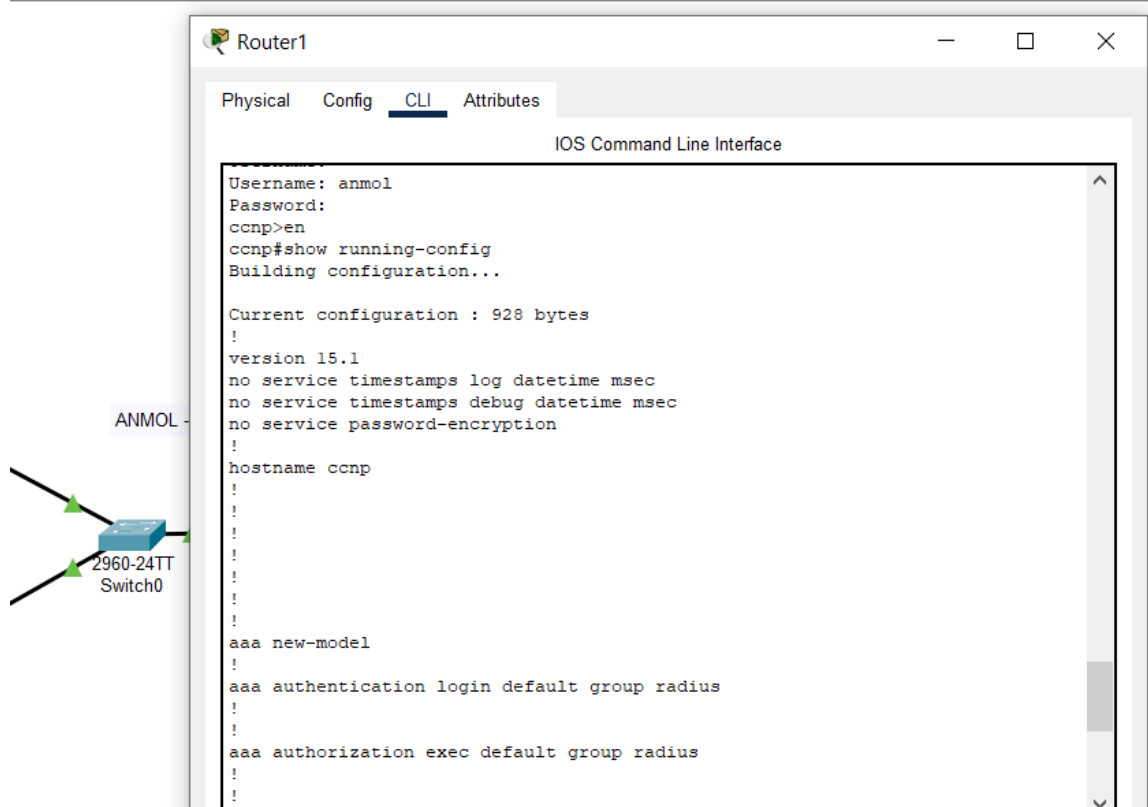 Router1
Physical Config CLI Attributes
IOS Command Line Interface
Username: anmol
Password:
ccnp>en
ccnp#show running-config
Building configuration...
Current configuration : 928 bytes
!
version 15.1
no service timestamps log datetime msec
no service timestamps debug datetime msec
no service password-encryption
!
hostname ccnp
!
!
!
!
!
!
!
aaa new-model
!
aaa authentication login default group radius
!
!
aaa authorization exec default group radius
!
!
ANMOL -
2960-24TT
Switch0